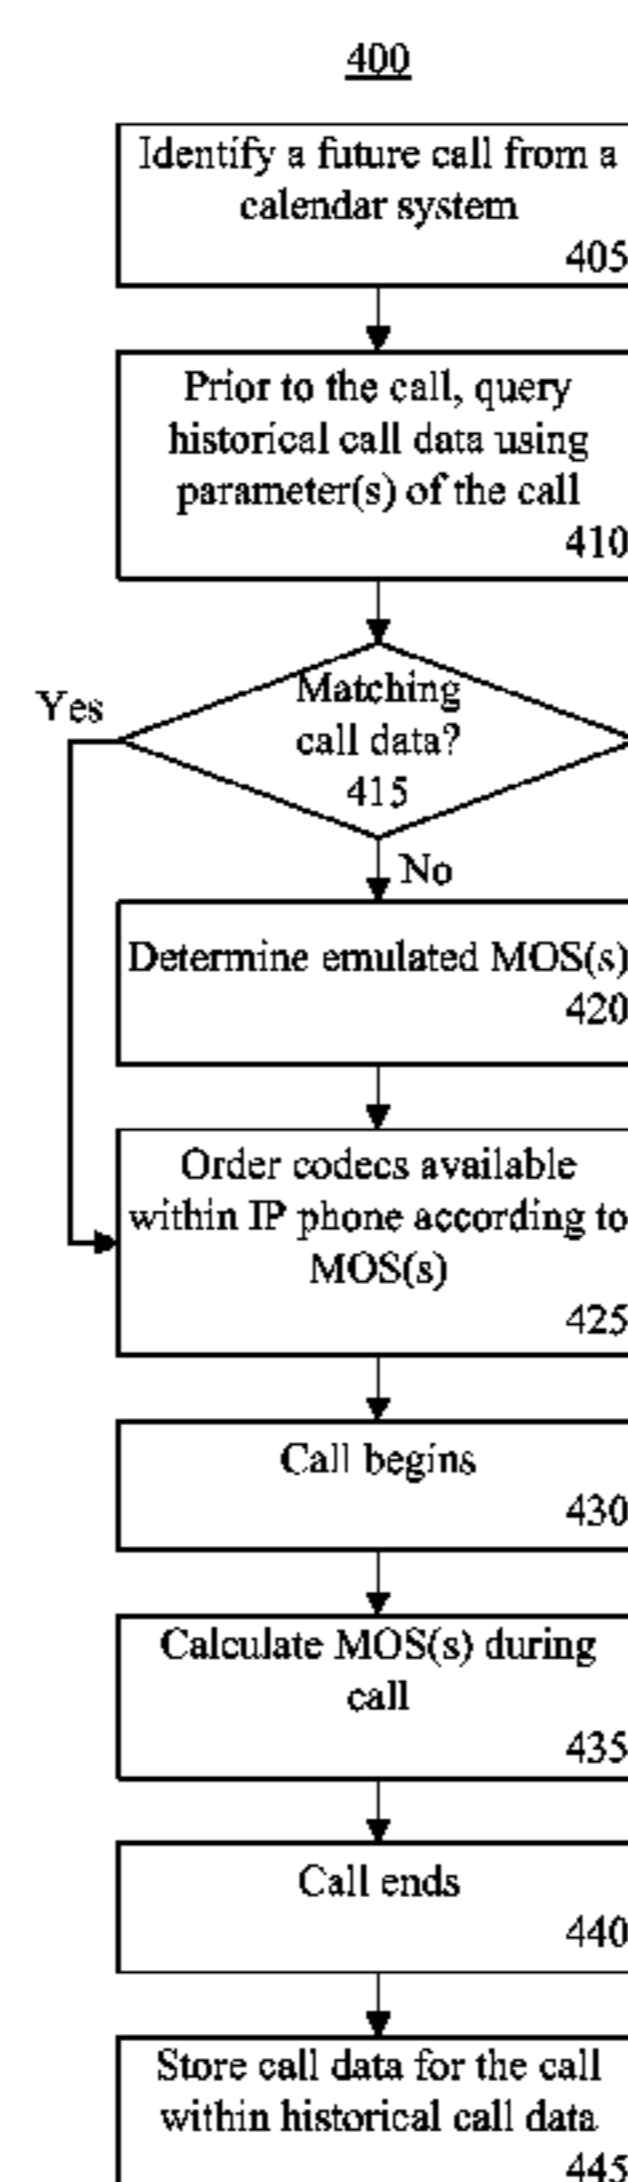 400
Identify a future call from a
calendar system
405
Prior to the call, query
historical call data using
parameter(s) of the call
410
Yes
Matching
call data?
415
No
Determine emulated MOS(s)
420
Order codecs available
within IP phone according to
MOS(s)
425
Call begins
430
Calculate MOS(s) during
call
435
Call ends
440
Store call data for the call
within historical call data
445